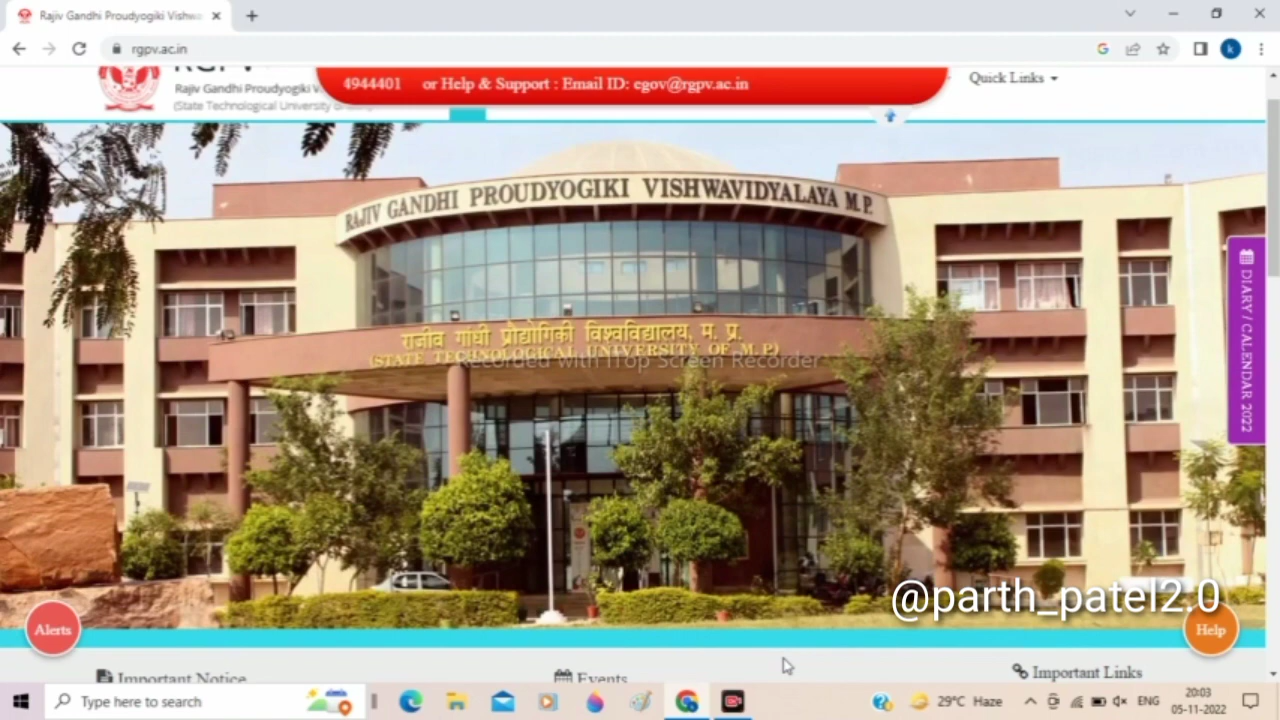 Rajiv Gandhi Proudyogiki Vishwa
rgpv.ac.in
4944401 or Help & Support : Email ID: egov@rgpv.ac.in
Quick Links
Rajiv Gandhi Proudyogiki
(State Technological University
RAJIV GANDHI PROUDYOGIKI VISHWAVIDYALAYA M.P.
राजीव गांधी प्रौद्योगिकी विश्वविद्यालय, म. प्र.
(STATE TECHNOLOGICAL UNIVERSITY OF M.P)
Recorded with iTop Screen Recorder
DIARY / CALENDAR 2022
@parth_patel2.0
Alerts
Help
Important Notice
Events
Important Links
Type here to search
29°C Haze
ENG
20:03
05-11-2022